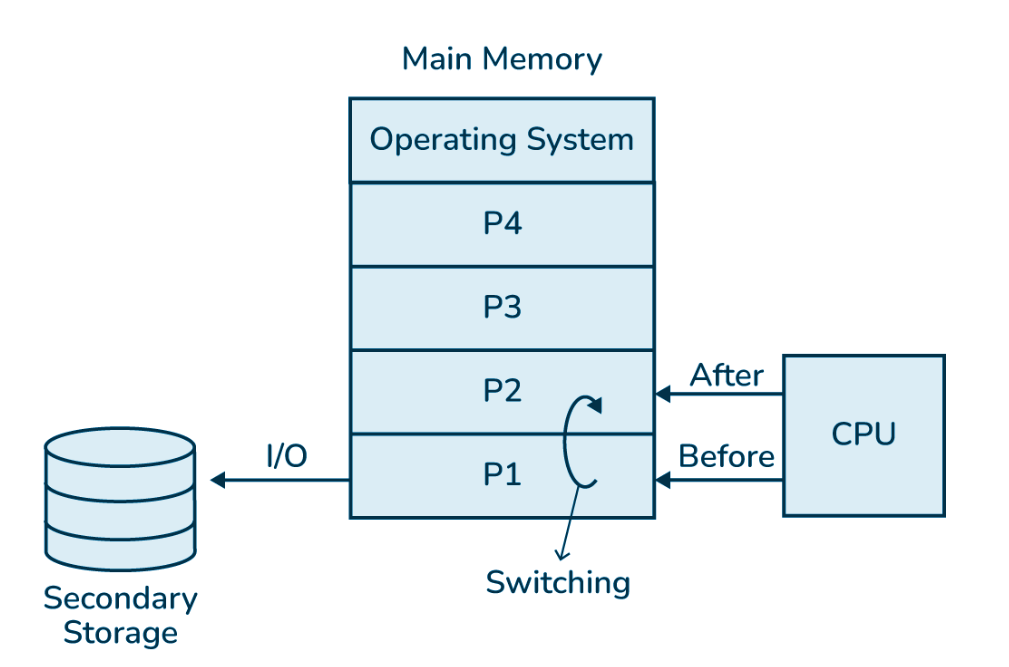 Main Memory
Operating System
P4
P3
P2
After
CPU
I/O
P1
Before
Switching
Secondary
Storage